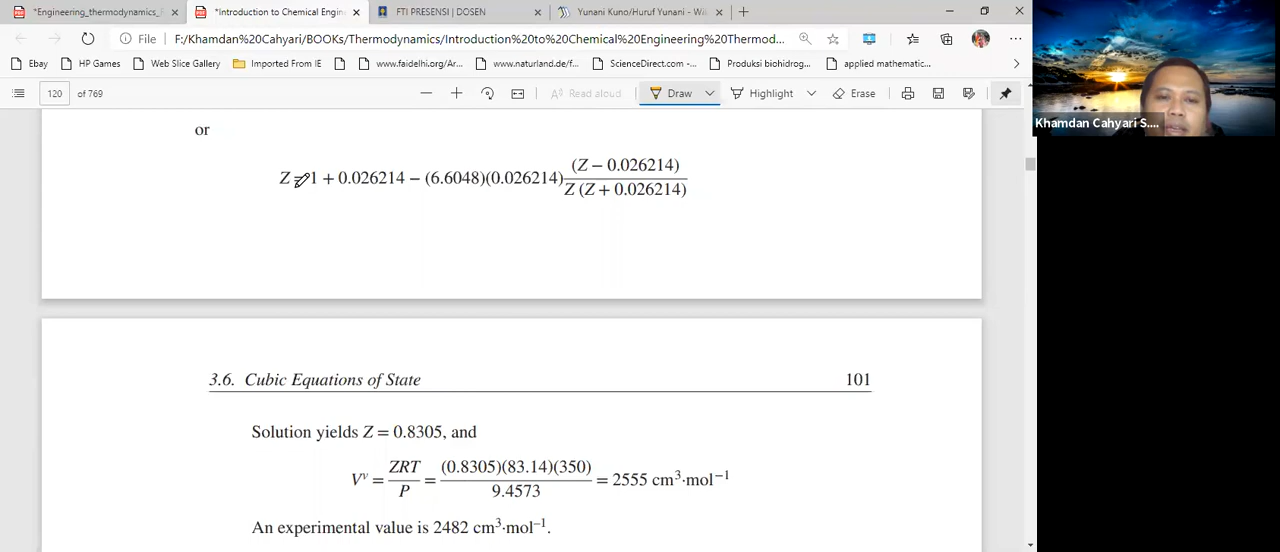 *Engineering_thermodynamics_
*Introduction to Chemical Engin
FTI PRESENSI | DOSEN
Yunani Kuno/Huruf Yunani - Wi
File
F:/Khamdan%20Cahyari/BOOKs/Thermodynamics/Introduction%20to%20Chemical%20Engineering%20Thermod...
Ebay
HP Games
Web Slice Gallery
Imported From IE
www.faidelhi.org/Ar...
www.naturland.de/f...
ScienceDirect.com -...
Produksi biohidrog...
applied mathematic...
120 of 769
Read aloud
Draw
Highlight
Erase
Khamdan Cahyari S....
or
Z = 1 + 0.026214 − (6.6048)(0.026214) (Z − 0.026214) / Z (Z + 0.026214)
3.6. Cubic Equations of State 101
Solution yields Z = 0.8305, and
Vᵛ = ZRT / P = (0.8305)(83.14)(350) / 9.4573 = 2555 cm³·mol⁻¹
An experimental value is 2482 cm³·mol⁻¹.